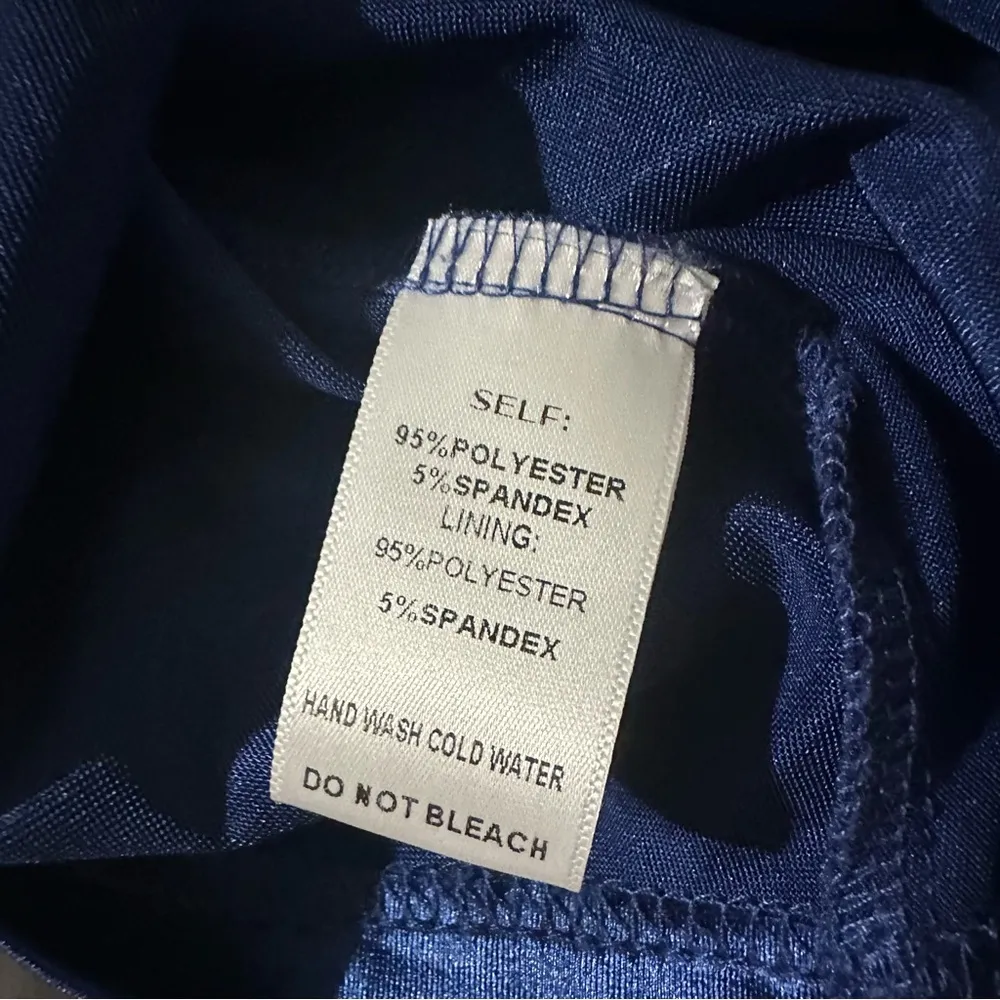 SELF:
95%POLYESTER
5%SPANDEX
LINING:
95%POLYESTER
5%SPANDEX
HAND WASH COLD WATER
DO NOT BLEACH